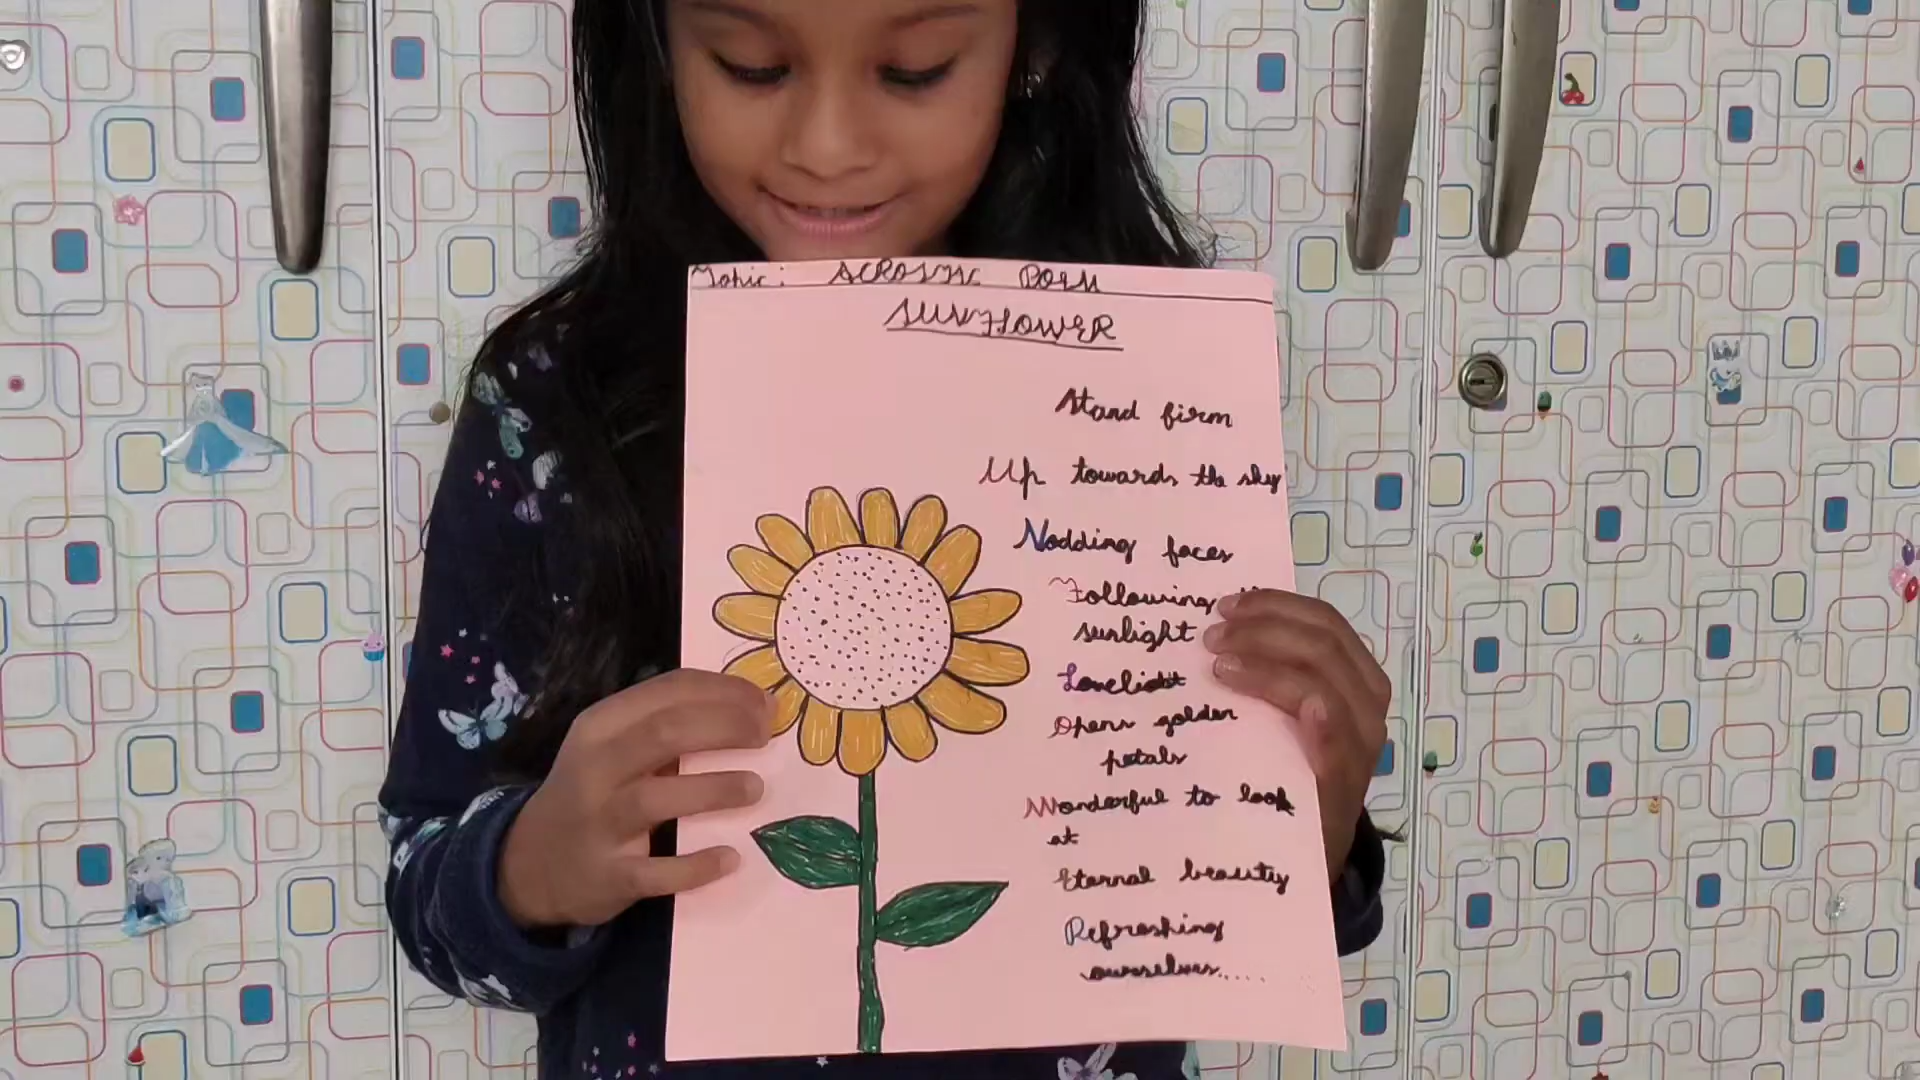 Topic: ACROSTIC POEM
SUNFLOWER
Stand firm
Up towards the sky
Nodding faces
Following
sunlight
Loveliest
Opens golden
petals
Wonderful to look
at
Eternal beauty
Refreshing
ourselves.....